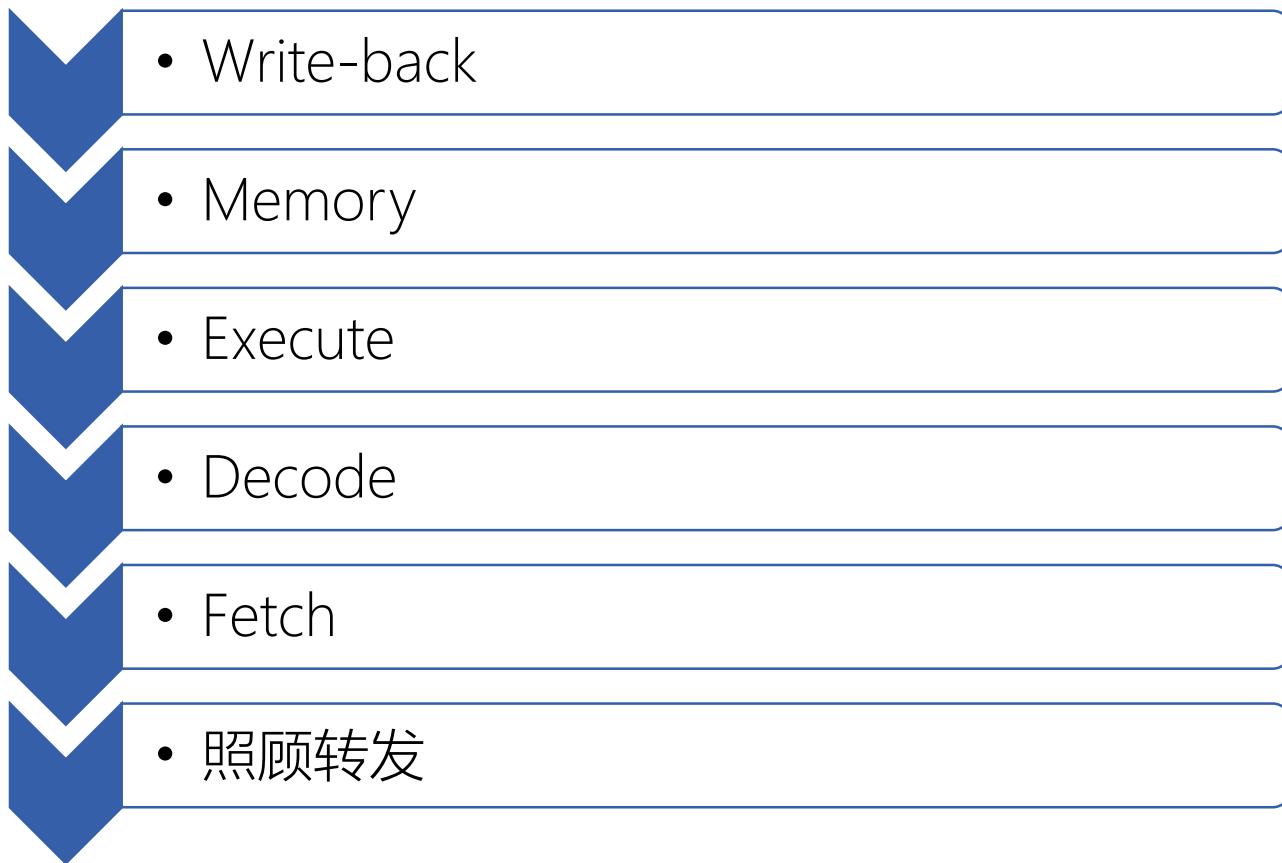 • Write-back
• Memory
• Execute
• Decode
• Fetch
• 照顾转发